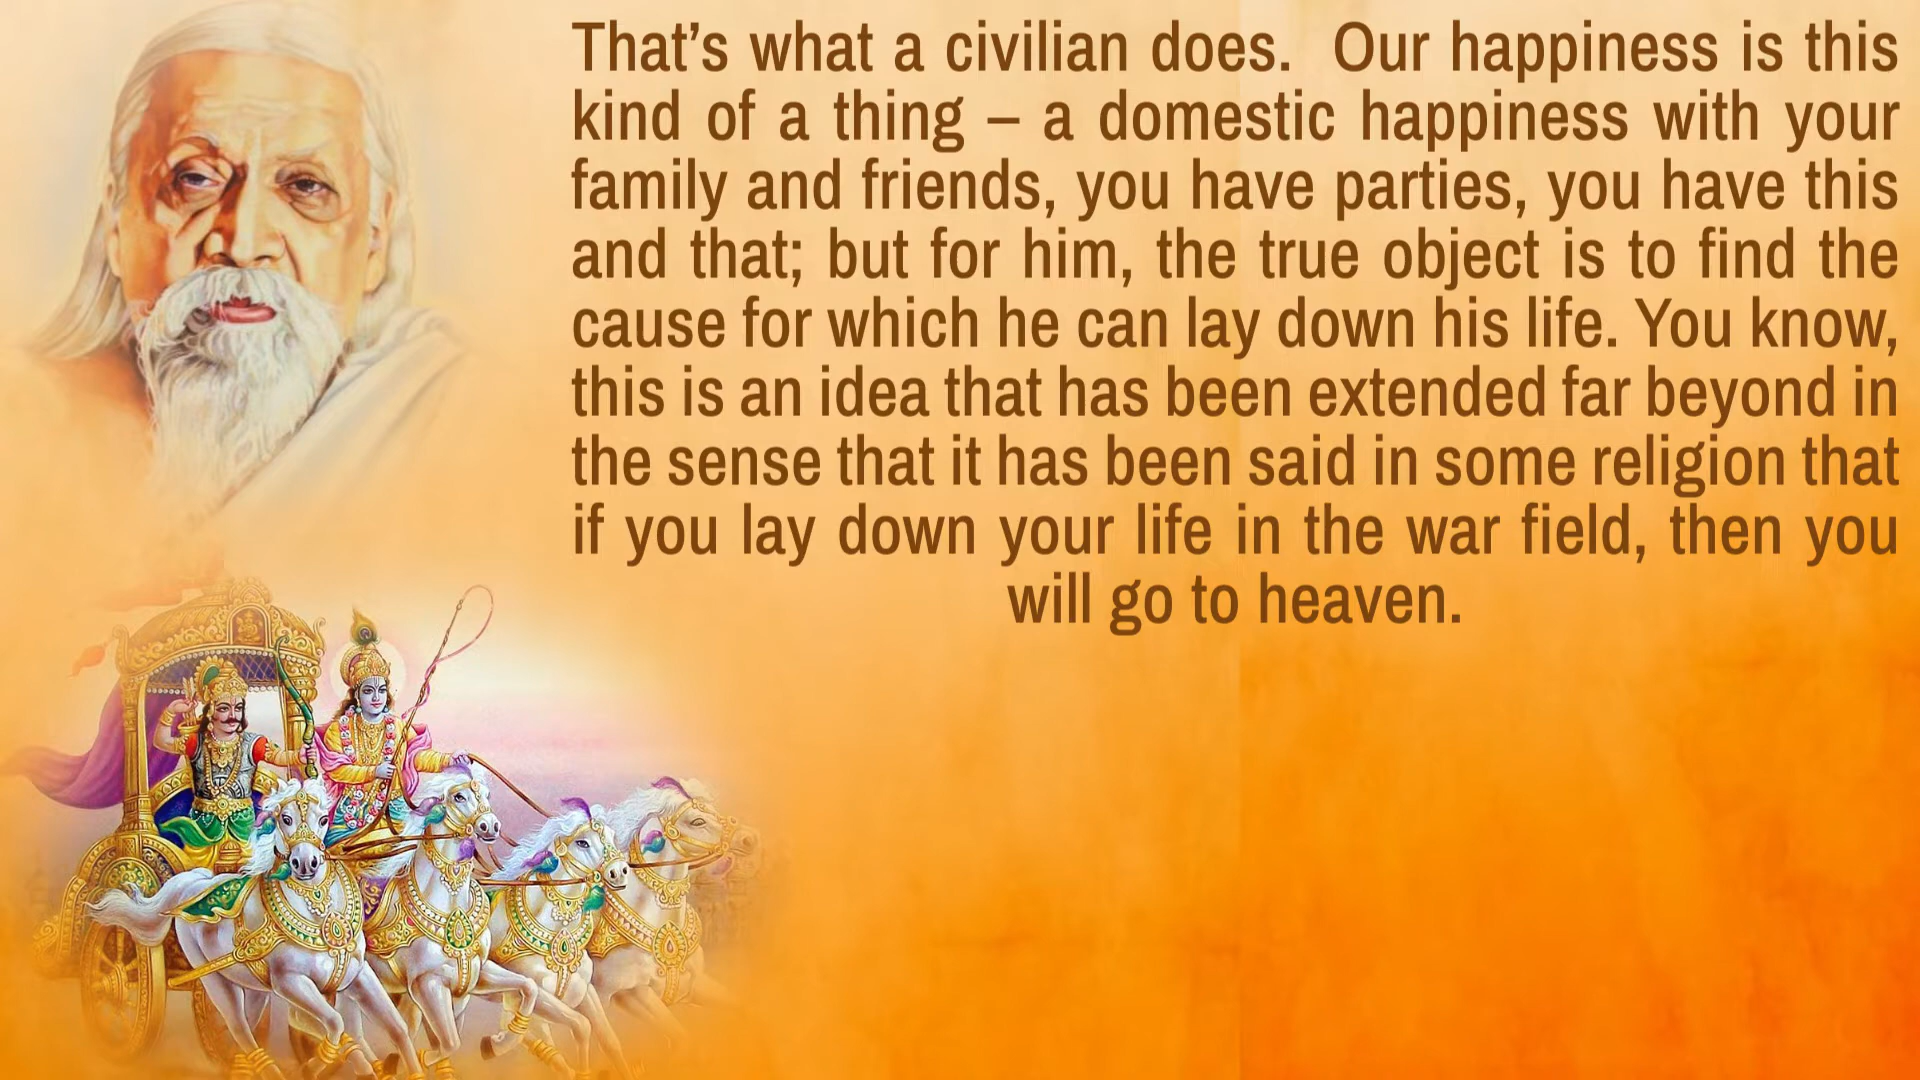 That’s what a civilian does.  Our happiness is this
kind of a thing – a domestic happiness with your
family and friends, you have parties, you have this
and that; but for him, the true object is to find the
cause for which he can lay down his life. You know,
this is an idea that has been extended far beyond in
the sense that it has been said in some religion that
if you lay down your life in the war field, then you
will go to heaven.